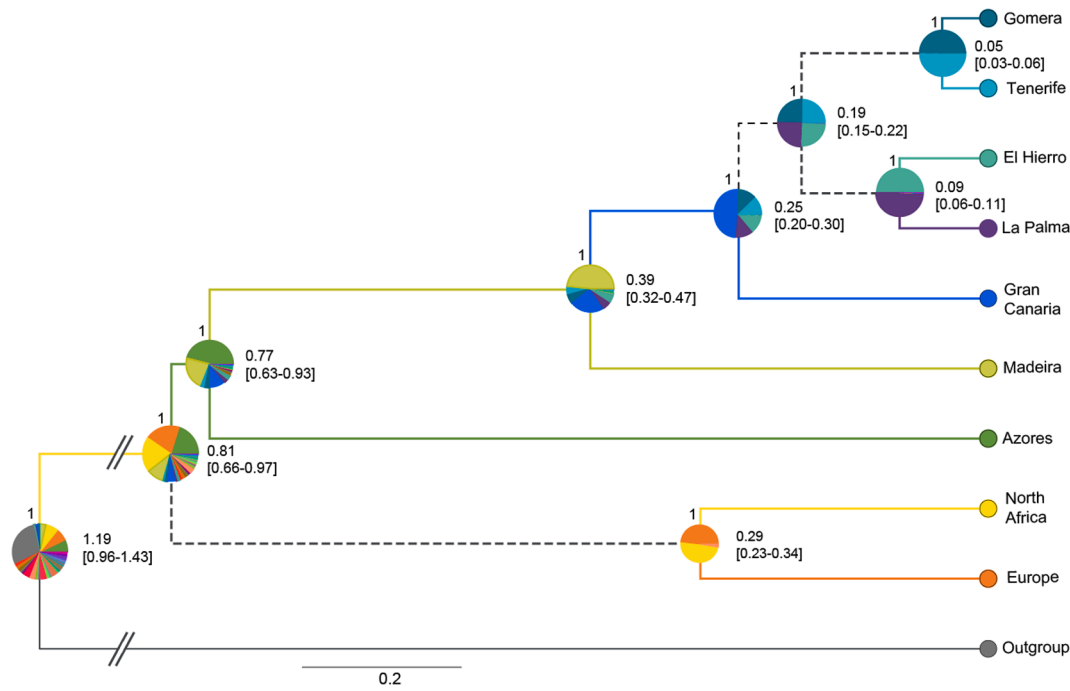 Gomera
1
0.05
[0.03-0.06]
Tenerife
1
0.19
[0.15-0.22]
El Hierro
1
0.09
[0.06-0.11]
La Palma
1
0.25
[0.20-0.30]
Gran
Canaria
1
0.39
[0.32-0.47]
Madeira
1
0.77
[0.63-0.93]
Azores
1
0.81
[0.66-0.97]
North
Africa
1
0.29
[0.23-0.34]
Europe
1
1.19
[0.96-1.43]
Outgroup
0.2